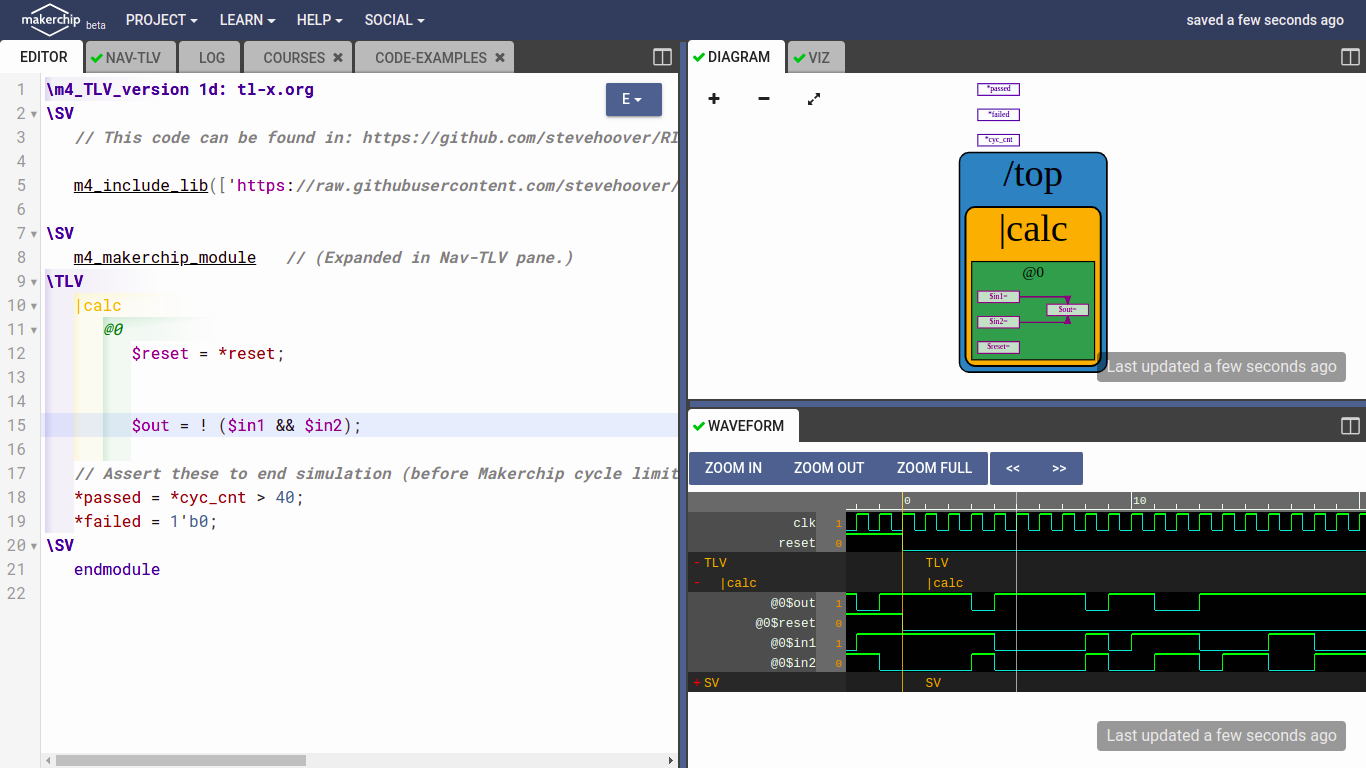 makerchip beta PROJECT LEARN HELP SOCIAL saved a few seconds ago
EDITOR NAV-TLV LOG COURSES CODE-EXAMPLES
1 \m4_TLV_version 1d: tl-x.org
E
2 \SV
3 // This code can be found in: https://github.com/stevehoover/RI
4
5 m4_include_lib(['https://raw.githubusercontent.com/stevehoover/
6
7 \SV
8 m4_makerchip_module // (Expanded in Nav-TLV pane.)
9 \TLV
10 |calc
11 @0
12 $reset = *reset;
13
14
15 $out = ! ($in1 && $in2);
16
17 // Assert these to end simulation (before Makerchip cycle limit
18 *passed = *cyc_cnt > 40;
19 *failed = 1'b0;
20 \SV
21 endmodule
22
DIAGRAM VIZ
*passed
*failed
*cyc_cnt
/top
|calc
@0
$in1=
$out=
$in2=
$reset=
Last updated a few seconds ago
WAVEFORM
ZOOM IN ZOOM OUT ZOOM FULL << >>
0 10
clk 1
reset 0
- TLV TLV
- |calc |calc
@0$out 1
@0$reset 0
@0$in1 1
@0$in2 0
+ SV SV
Last updated a few seconds ago